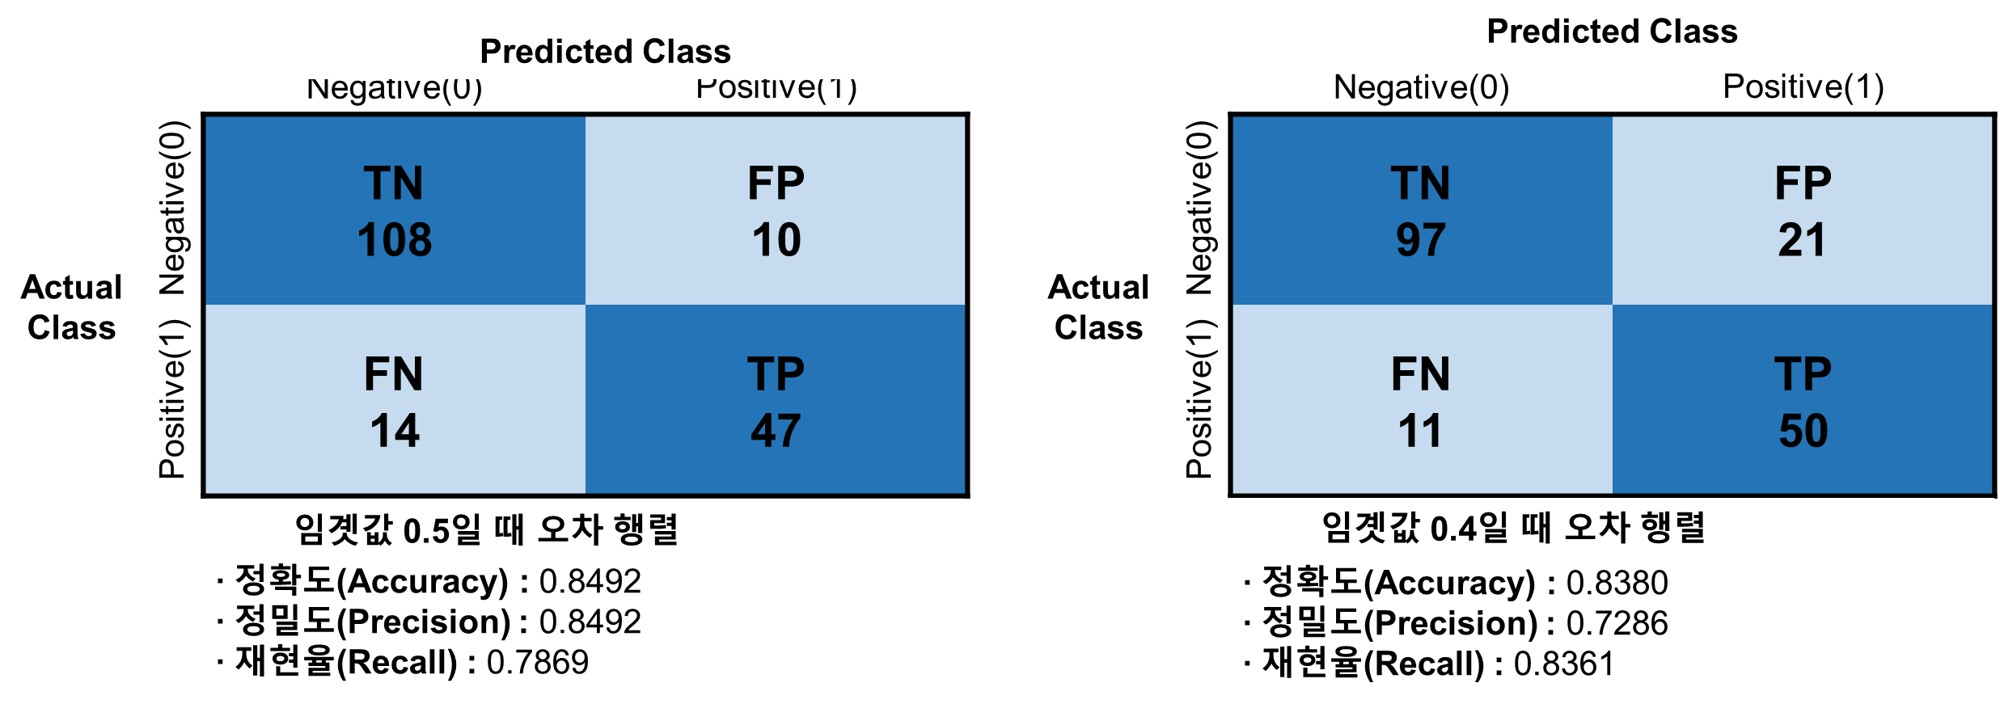 Predicted Class
Negative(0) Positive(1)
Negative(0)
Positive(1)
Actual
Class
TN
108
FP
10
FN
14
TP
47
임곗값 0.5일 때 오차 행렬
· 정확도(Accuracy) : 0.8492
· 정밀도(Precision) : 0.8492
· 재현율(Recall) : 0.7869
Predicted Class
Negative(0) Positive(1)
Negative(0)
Positive(1)
Actual
Class
TN
97
FP
21
FN
11
TP
50
임곗값 0.4일 때 오차 행렬
· 정확도(Accuracy) : 0.8380
· 정밀도(Precision) : 0.7286
· 재현율(Recall) : 0.8361